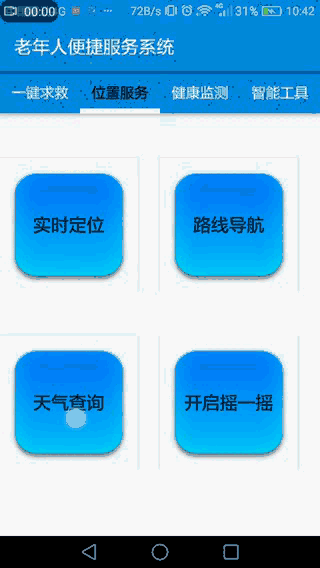 00:00 72B/s 4G 31% 10:42
老年人便捷服务系统
一键求救 位置服务 健康监测 智能工具
实时定位 路线导航
天气查询 开启摇一摇